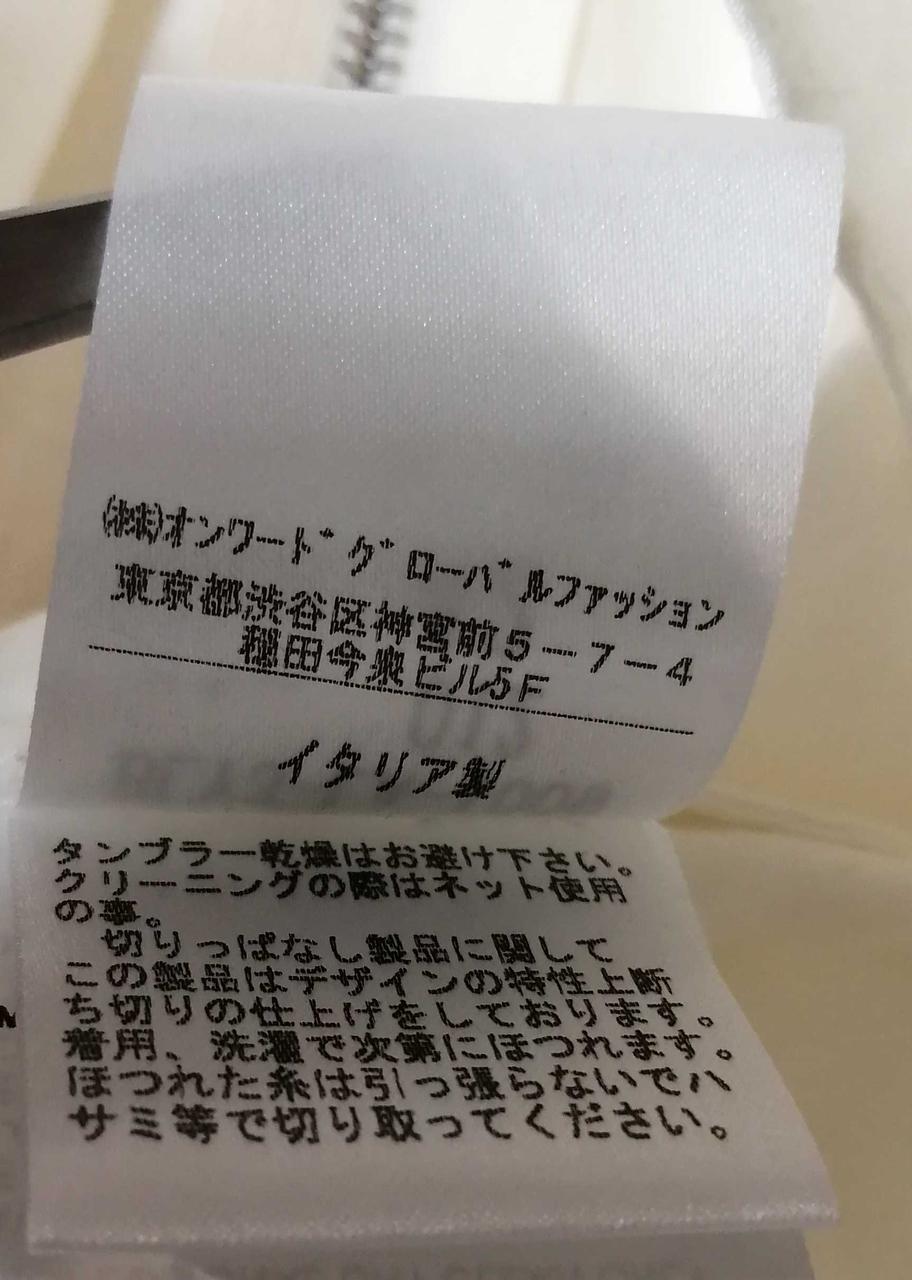 ㈱オンワードグローバルファッション
東京都渋谷区神宮前5ー7ー4
穏田今泉ビル5F
イタリア製
タンブラー乾燥はお避け下さい。
クリーニングの際はネット使用
の事。
切りっぱなし製品に関して
この製品はデザインの特性上断
ち切りの仕上げをしております。
着用、洗濯で次第にほつれます。
ほつれた糸は引っ張らないでハ
サミ等で切り取ってください。